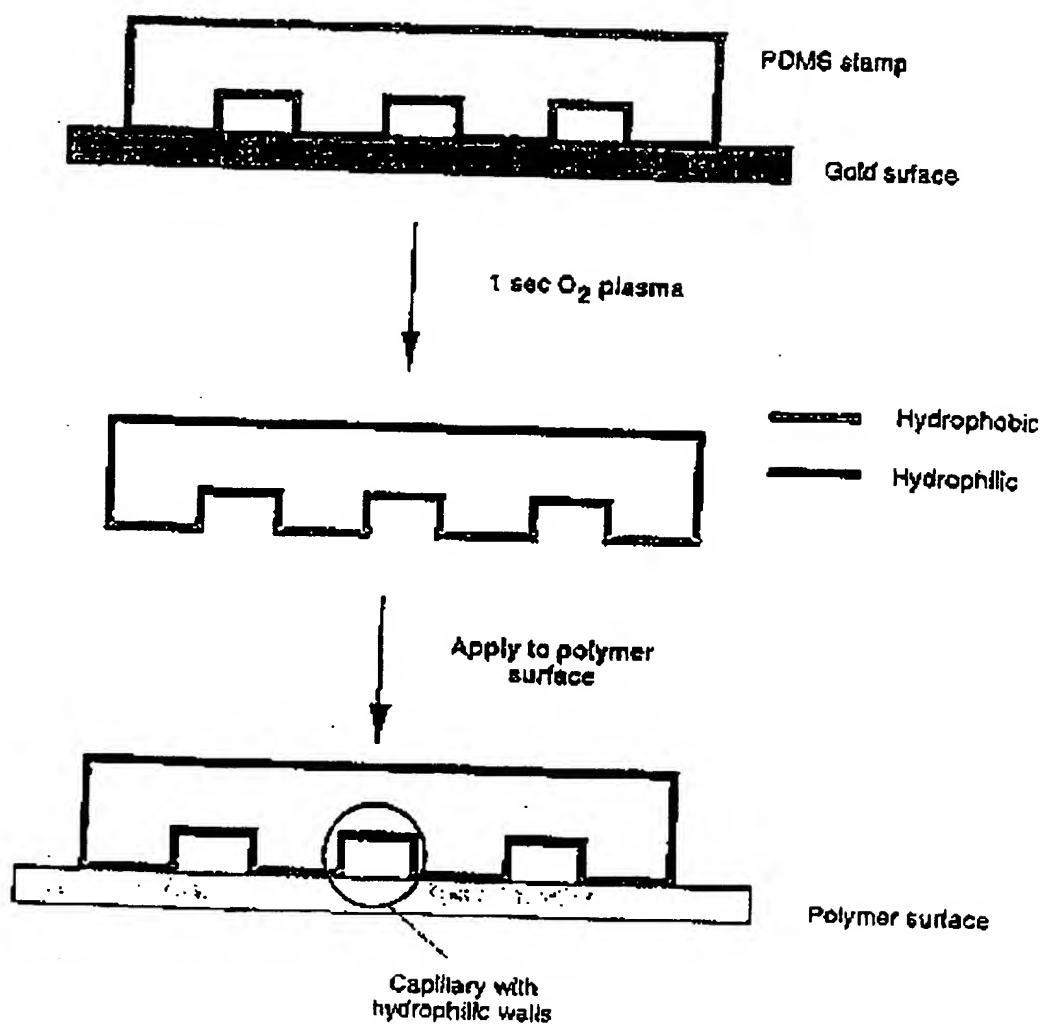 PDMS stamp
Gold suface
1 sec O₂ plasma
Hydrophobic
Hydrophilic
Apply to polymer
surface
Polymer surface
Capillary with
hydrophilic walls